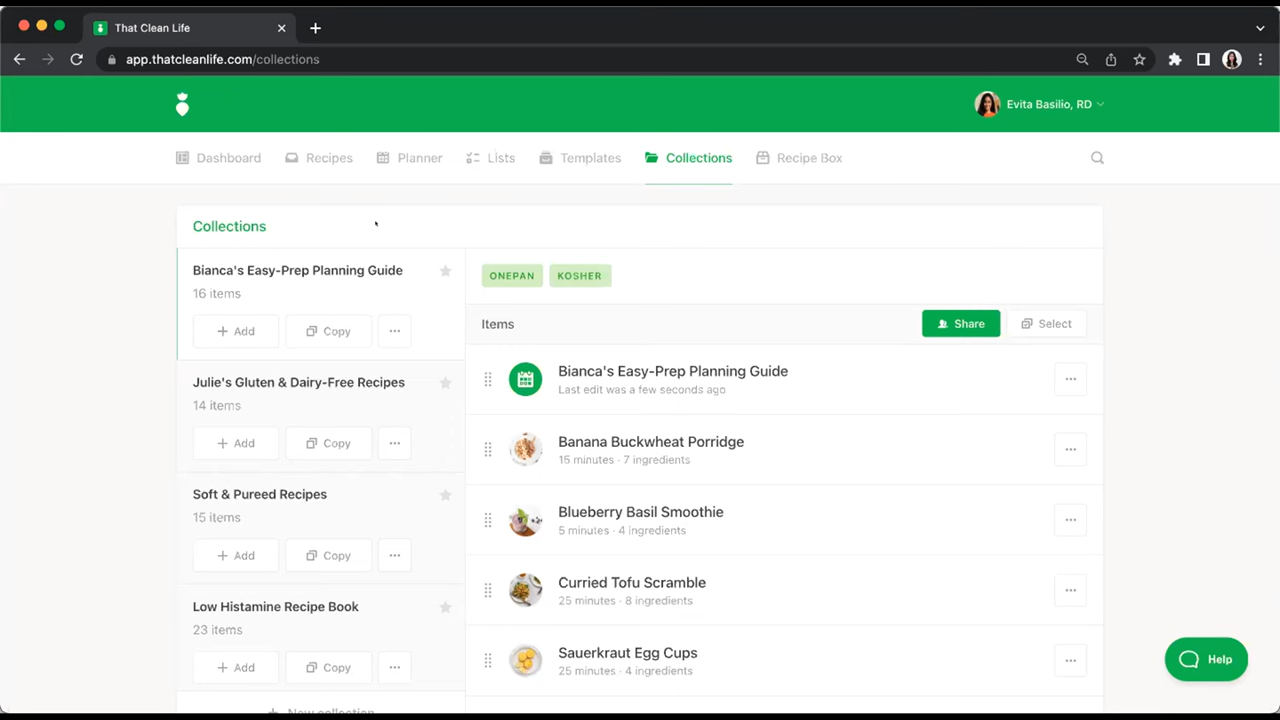 That Clean Life
app.thatcleanlife.com/collections
Evita Basilio, RD
Dashboard Recipes Planner Lists Templates Collections Recipe Box
Collections
Bianca's Easy-Prep Planning Guide
16 items
+ Add Copy ...
Julie's Gluten & Dairy-Free Recipes
14 items
+ Add Copy ...
Soft & Pureed Recipes
15 items
+ Add Copy ...
Low Histamine Recipe Book
23 items
+ Add Copy ...
+ New collection
ONEPAN KOSHER
Items Share Select
Bianca's Easy-Prep Planning Guide
Last edit was a few seconds ago
Banana Buckwheat Porridge
15 minutes · 7 ingredients
Blueberry Basil Smoothie
5 minutes · 4 ingredients
Curried Tofu Scramble
25 minutes · 8 ingredients
Sauerkraut Egg Cups
25 minutes · 4 ingredients
Help